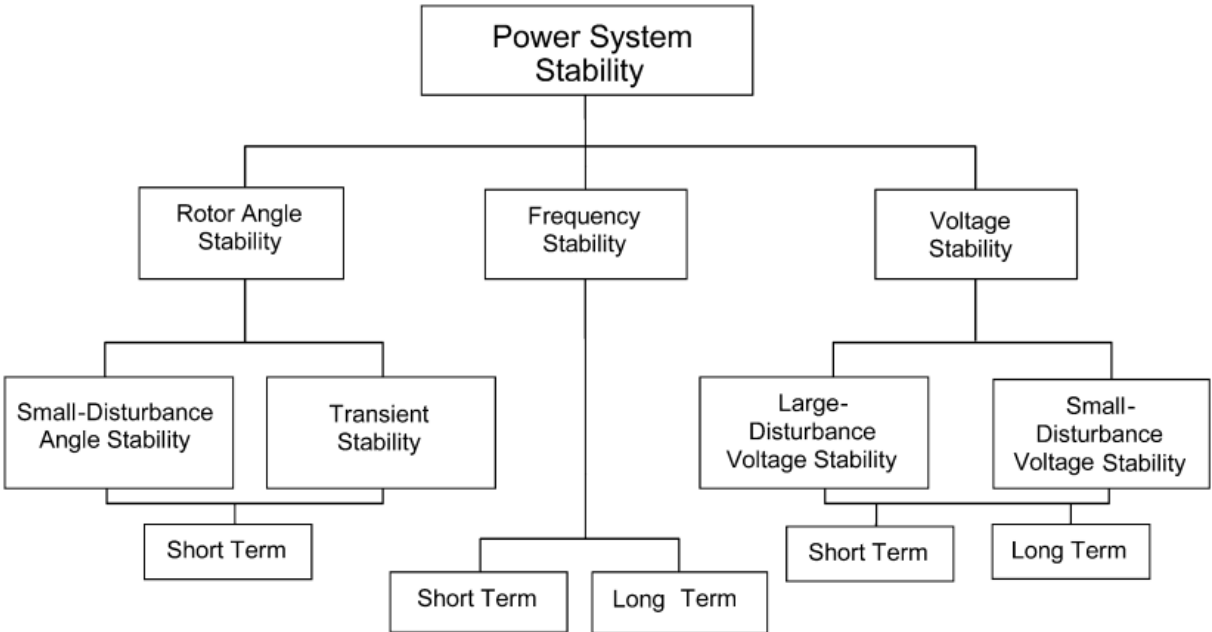 Power System
Stability
Rotor Angle
Stability
Frequency
Stability
Voltage
Stability
Small-Disturbance
Angle Stability
Transient
Stability
Large-
Disturbance
Voltage Stability
Small-
Disturbance
Voltage Stability
Short Term
Short Term
Long Term
Short Term
Long Term